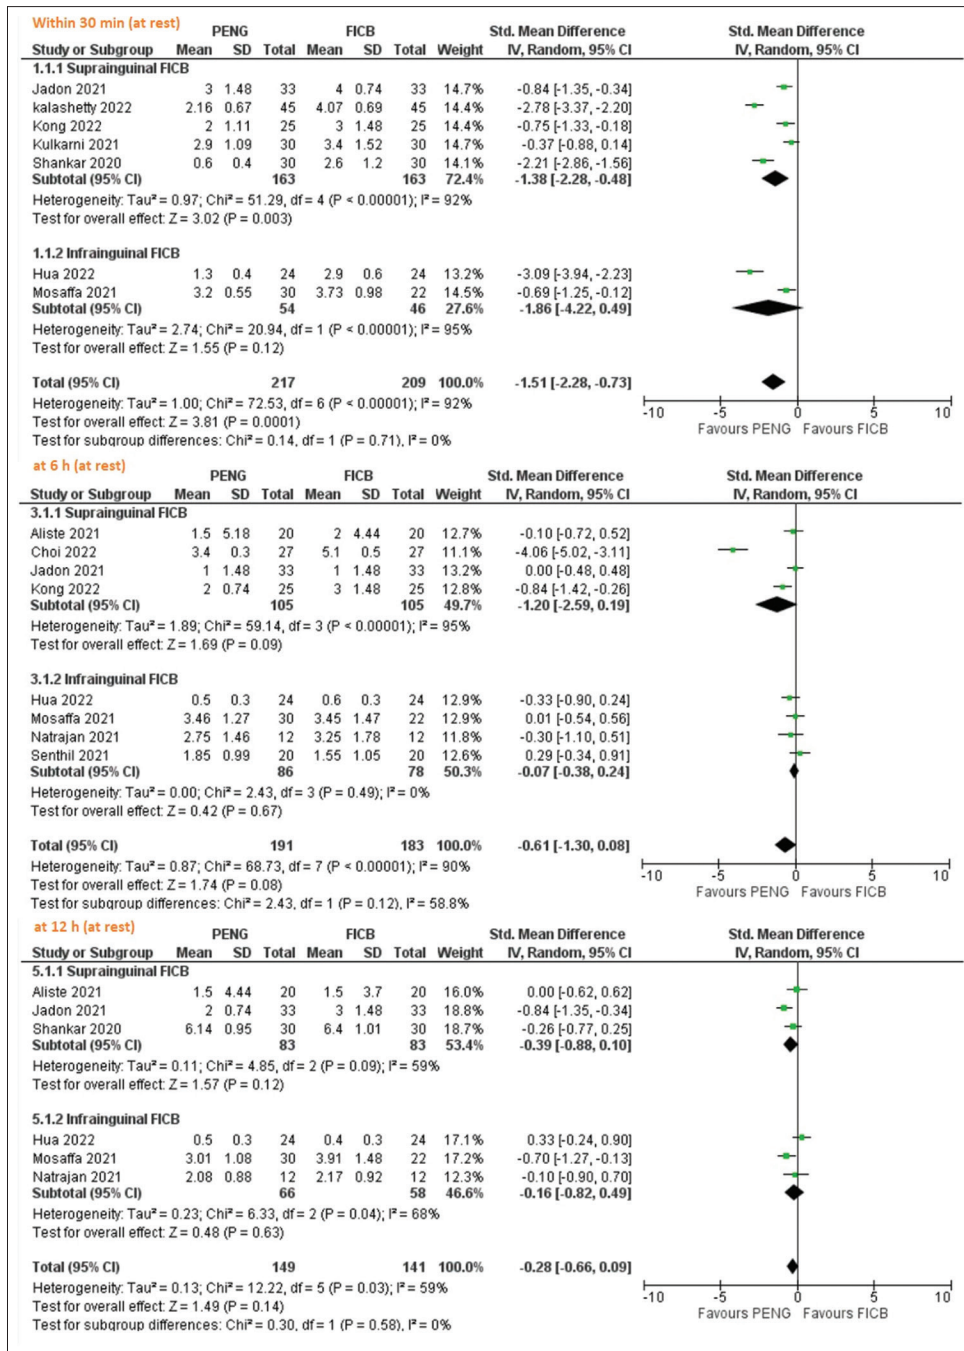 Within 30 min (at rest)
PENG FICB Std. Mean Difference Std. Mean Difference
Study or Subgroup Mean SD Total Mean SD Total Weight IV, Random, 95% CI IV, Random, 95% CI
1.1.1 Suprainguinal FICB
Jadon 2021 3 1.48 33 4 0.74 33 14.7% -0.84 [-1.35, -0.34]
kalashetty 2022 2.16 0.67 45 4.07 0.69 45 14.4% -2.78 [-3.37, -2.20]
Kong 2022 2 1.11 25 3 1.48 25 14.4% -0.75 [-1.33, -0.18]
Kulkarni 2021 2.9 1.09 30 3.4 1.52 30 14.7% -0.37 [-0.88, 0.14]
Shankar 2020 0.6 0.4 30 2.6 1.2 30 14.1% -2.21 [-2.86, -1.56]
Subtotal (95% CI) 163 163 72.4% -1.38 [-2.28, -0.48]
Heterogeneity: Tau² = 0.97; Chi² = 51.29, df = 4 (P < 0.00001); I² = 92%
Test for overall effect: Z = 3.02 (P = 0.003)
1.1.2 Infrainguinal FICB
Hua 2022 1.3 0.4 24 2.9 0.6 24 13.2% -3.09 [-3.94, -2.23]
Mosaffa 2021 3.2 0.55 30 3.73 0.98 22 14.5% -0.69 [-1.25, -0.12]
Subtotal (95% CI) 54 46 27.6% -1.86 [-4.22, 0.49]
Heterogeneity: Tau² = 2.74; Chi² = 20.94, df = 1 (P < 0.00001); I² = 95%
Test for overall effect: Z = 1.55 (P = 0.12)
Total (95% CI) 217 209 100.0% -1.51 [-2.28, -0.73]
Heterogeneity: Tau² = 1.00; Chi² = 72.53, df = 6 (P < 0.00001); I² = 92%
Test for overall effect: Z = 3.81 (P = 0.0001)
Test for subgroup differences: Chi² = 0.14, df = 1 (P = 0.71), I² = 0%
-10 -5 0 5 10
Favours PENG Favours FICB
at 6 h (at rest)
PENG FICB Std. Mean Difference Std. Mean Difference
Study or Subgroup Mean SD Total Mean SD Total Weight IV, Random, 95% CI IV, Random, 95% CI
3.1.1 Suprainguinal FICB
Aliste 2021 1.5 5.18 20 2 4.44 20 12.7% -0.10 [-0.72, 0.52]
Choi 2022 3.4 0.3 27 5.1 0.5 27 11.1% -4.06 [-5.02, -3.11]
Jadon 2021 1 1.48 33 1 1.48 33 13.2% 0.00 [-0.48, 0.48]
Kong 2022 2 0.74 25 3 1.48 25 12.8% -0.84 [-1.42, -0.26]
Subtotal (95% CI) 105 105 49.7% -1.20 [-2.59, 0.19]
Heterogeneity: Tau² = 1.89; Chi² = 59.14, df = 3 (P < 0.00001); I² = 95%
Test for overall effect: Z = 1.69 (P = 0.09)
3.1.2 Infrainguinal FICB
Hua 2022 0.5 0.3 24 0.6 0.3 24 12.9% -0.33 [-0.90, 0.24]
Mosaffa 2021 3.46 1.27 30 3.45 1.47 22 12.9% 0.01 [-0.54, 0.56]
Natrajan 2021 2.75 1.46 12 3.25 1.78 12 11.8% -0.30 [-1.10, 0.51]
Senthil 2021 1.85 0.99 20 1.55 1.05 20 12.6% 0.29 [-0.34, 0.91]
Subtotal (95% CI) 86 78 50.3% -0.07 [-0.38, 0.24]
Heterogeneity: Tau² = 0.00; Chi² = 2.43, df = 3 (P = 0.49); I² = 0%
Test for overall effect: Z = 0.42 (P = 0.67)
Total (95% CI) 191 183 100.0% -0.61 [-1.30, 0.08]
Heterogeneity: Tau² = 0.87; Chi² = 68.73, df = 7 (P < 0.00001); I² = 90%
Test for overall effect: Z = 1.74 (P = 0.08)
Test for subgroup differences: Chi² = 2.43, df = 1 (P = 0.12), I² = 58.8%
-10 -5 0 5 10
Favours PENG Favours FICB
at 12 h (at rest)
PENG FICB Std. Mean Difference Std. Mean Difference
Study or Subgroup Mean SD Total Mean SD Total Weight IV, Random, 95% CI IV, Random, 95% CI
5.1.1 Suprainguinal FICB
Aliste 2021 1.5 4.44 20 1.5 3.7 20 16.0% 0.00 [-0.62, 0.62]
Jadon 2021 2 0.74 33 3 1.48 33 18.8% -0.84 [-1.35, -0.34]
Shankar 2020 6.14 0.95 30 6.4 1.01 30 18.7% -0.26 [-0.77, 0.25]
Subtotal (95% CI) 83 83 53.4% -0.39 [-0.88, 0.10]
Heterogeneity: Tau² = 0.11; Chi² = 4.85, df = 2 (P = 0.09); I² = 59%
Test for overall effect: Z = 1.57 (P = 0.12)
5.1.2 Infrainguinal FICB
Hua 2022 0.5 0.3 24 0.4 0.3 24 17.1% 0.33 [-0.24, 0.90]
Mosaffa 2021 3.01 1.08 30 3.91 1.48 22 17.2% -0.70 [-1.27, -0.13]
Natrajan 2021 2.08 0.88 12 2.17 0.92 12 12.3% -0.10 [-0.90, 0.70]
Subtotal (95% CI) 66 58 46.6% -0.16 [-0.82, 0.49]
Heterogeneity: Tau² = 0.23; Chi² = 6.33, df = 2 (P = 0.04); I² = 68%
Test for overall effect: Z = 0.48 (P = 0.63)
Total (95% CI) 149 141 100.0% -0.28 [-0.66, 0.09]
Heterogeneity: Tau² = 0.13; Chi² = 12.22, df = 5 (P = 0.03); I² = 59%
Test for overall effect: Z = 1.49 (P = 0.14)
Test for subgroup differences: Chi² = 0.30, df = 1 (P = 0.58), I² = 0%
-10 -5 0 5 10
Favours PENG Favours FICB